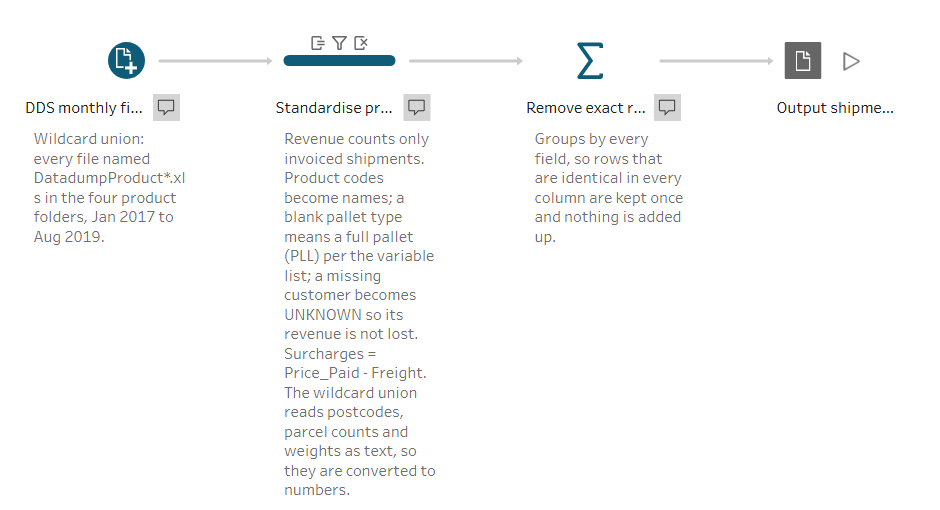 DDS monthly fi...
Wildcard union:
every file named
DatadumpProduct*.xl
s in the four product
folders, Jan 2017 to
Aug 2019.
Standardise pr...
Revenue counts only
invoiced shipments.
Product codes
become names; a
blank pallet type
means a full pallet
(PLL) per the variable
list; a missing
customer becomes
UNKNOWN so its
revenue is not lost.
Surcharges =
Price_Paid - Freight.
The wildcard union
reads postcodes,
parcel counts and
weights as text, so
they are converted to
numbers.
Remove exact r...
Groups by every
field, so rows that
are identical in every
column are kept once
and nothing is added
up.
Output shipme...